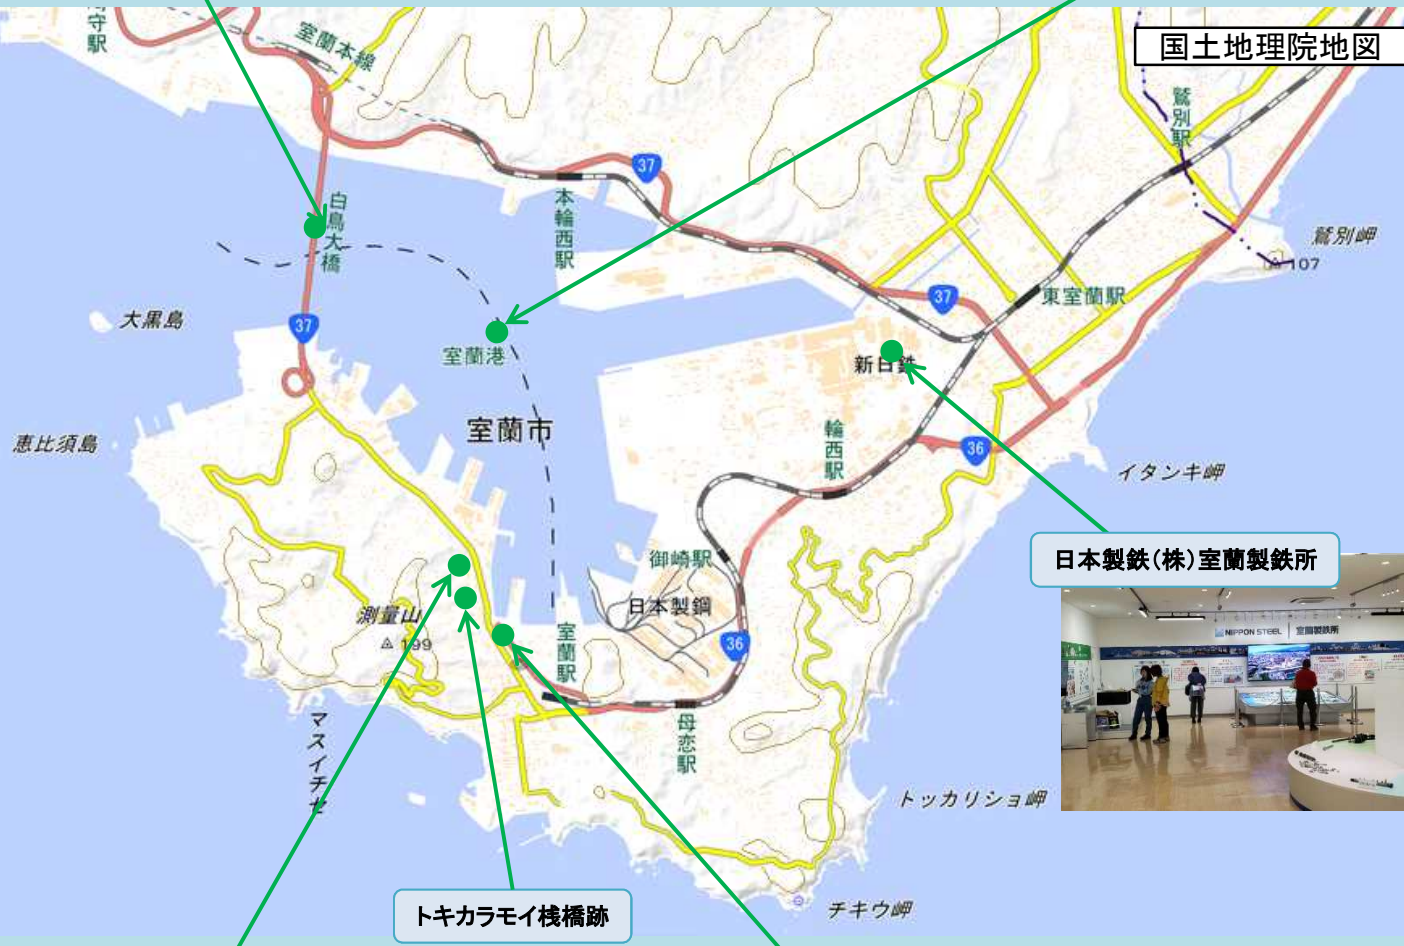 守駅
室蘭本線
国土地理院地図
鷲別駅
37
白鳥大橋
本輪西駅
鷲別岬
107
大黒島
37
37
東室蘭駅
室蘭港
新日鉄
恵比須島
室蘭市
輪西駅
36
イタンキ岬
日本製鉄(株)室蘭製鉄所
御崎駅
日本製鋼
測量山
199
室蘭駅
36
NIPPON STEEL
室蘭製鉄所
マスイチセ
母恋駅
トッカリショ岬
トキカラモイ桟橋跡
チキウ岬